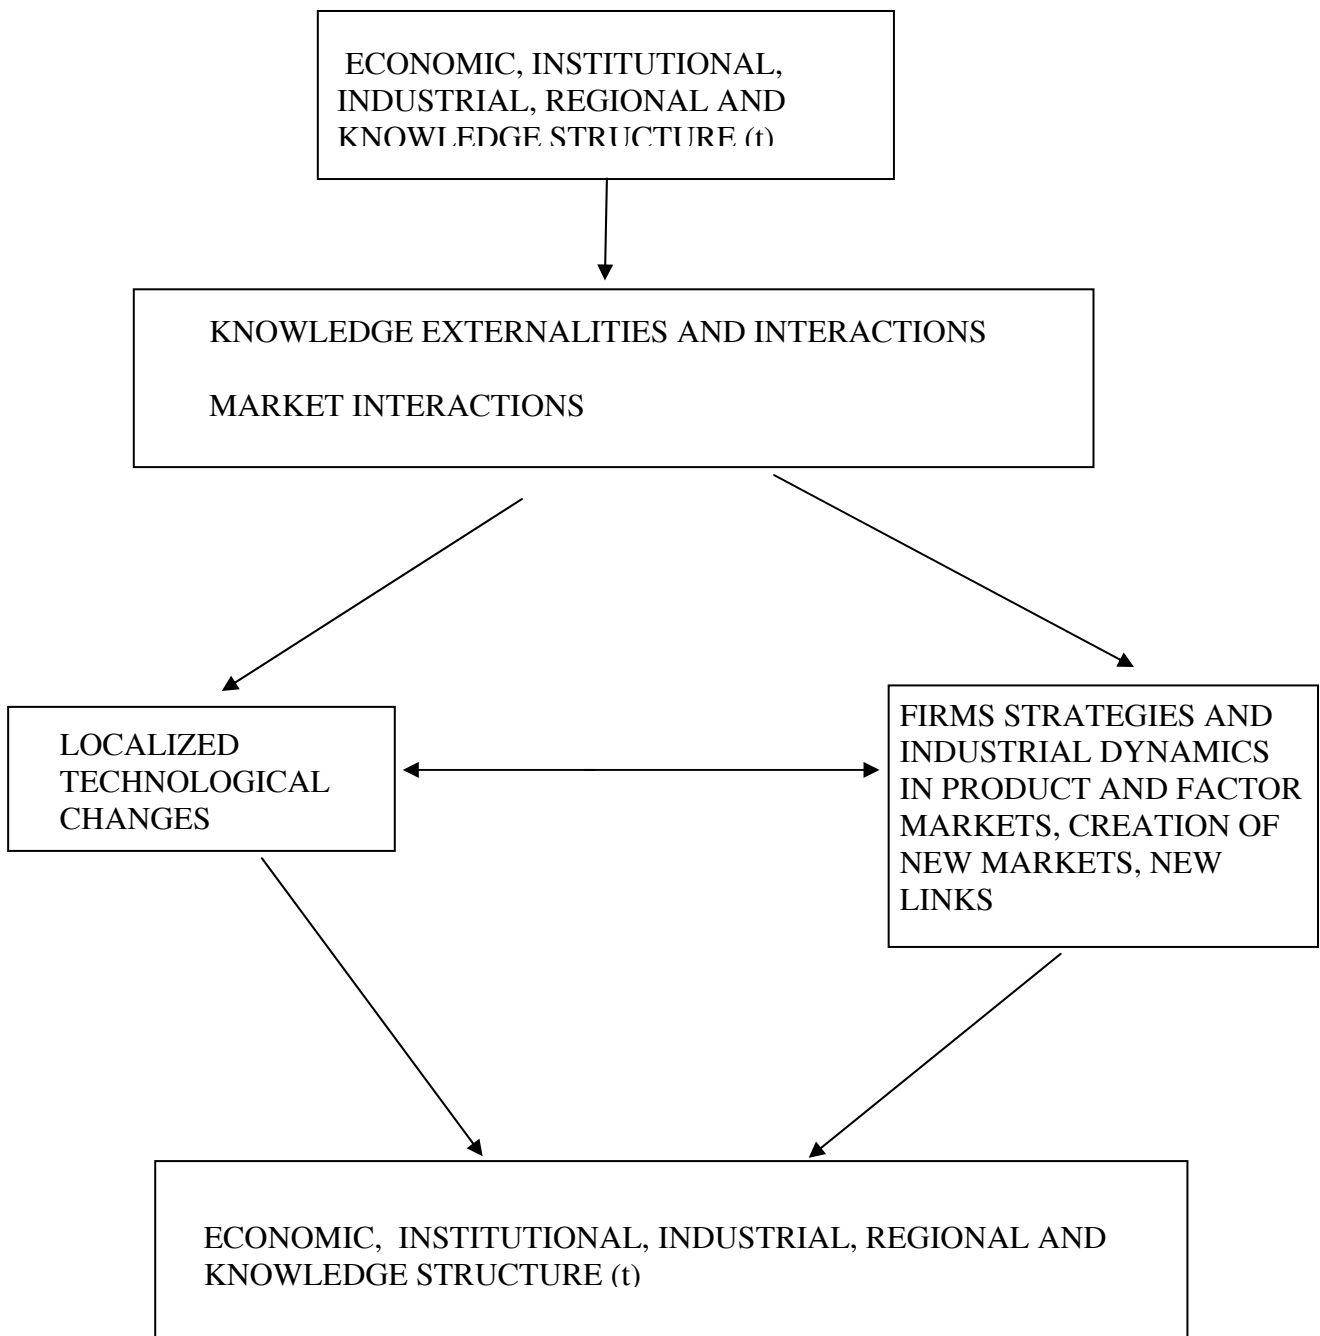 ECONOMIC, INSTITUTIONAL,
INDUSTRIAL, REGIONAL AND
KNOWLEDGE STRUCTURE (t)
KNOWLEDGE EXTERNALITIES AND INTERACTIONS
MARKET INTERACTIONS
LOCALIZED
TECHNOLOGICAL
CHANGES
FIRMS STRATEGIES AND
INDUSTRIAL DYNAMICS
IN PRODUCT AND FACTOR
MARKETS, CREATION OF
NEW MARKETS, NEW
LINKS
ECONOMIC, INSTITUTIONAL, INDUSTRIAL, REGIONAL AND
KNOWLEDGE STRUCTURE (t)